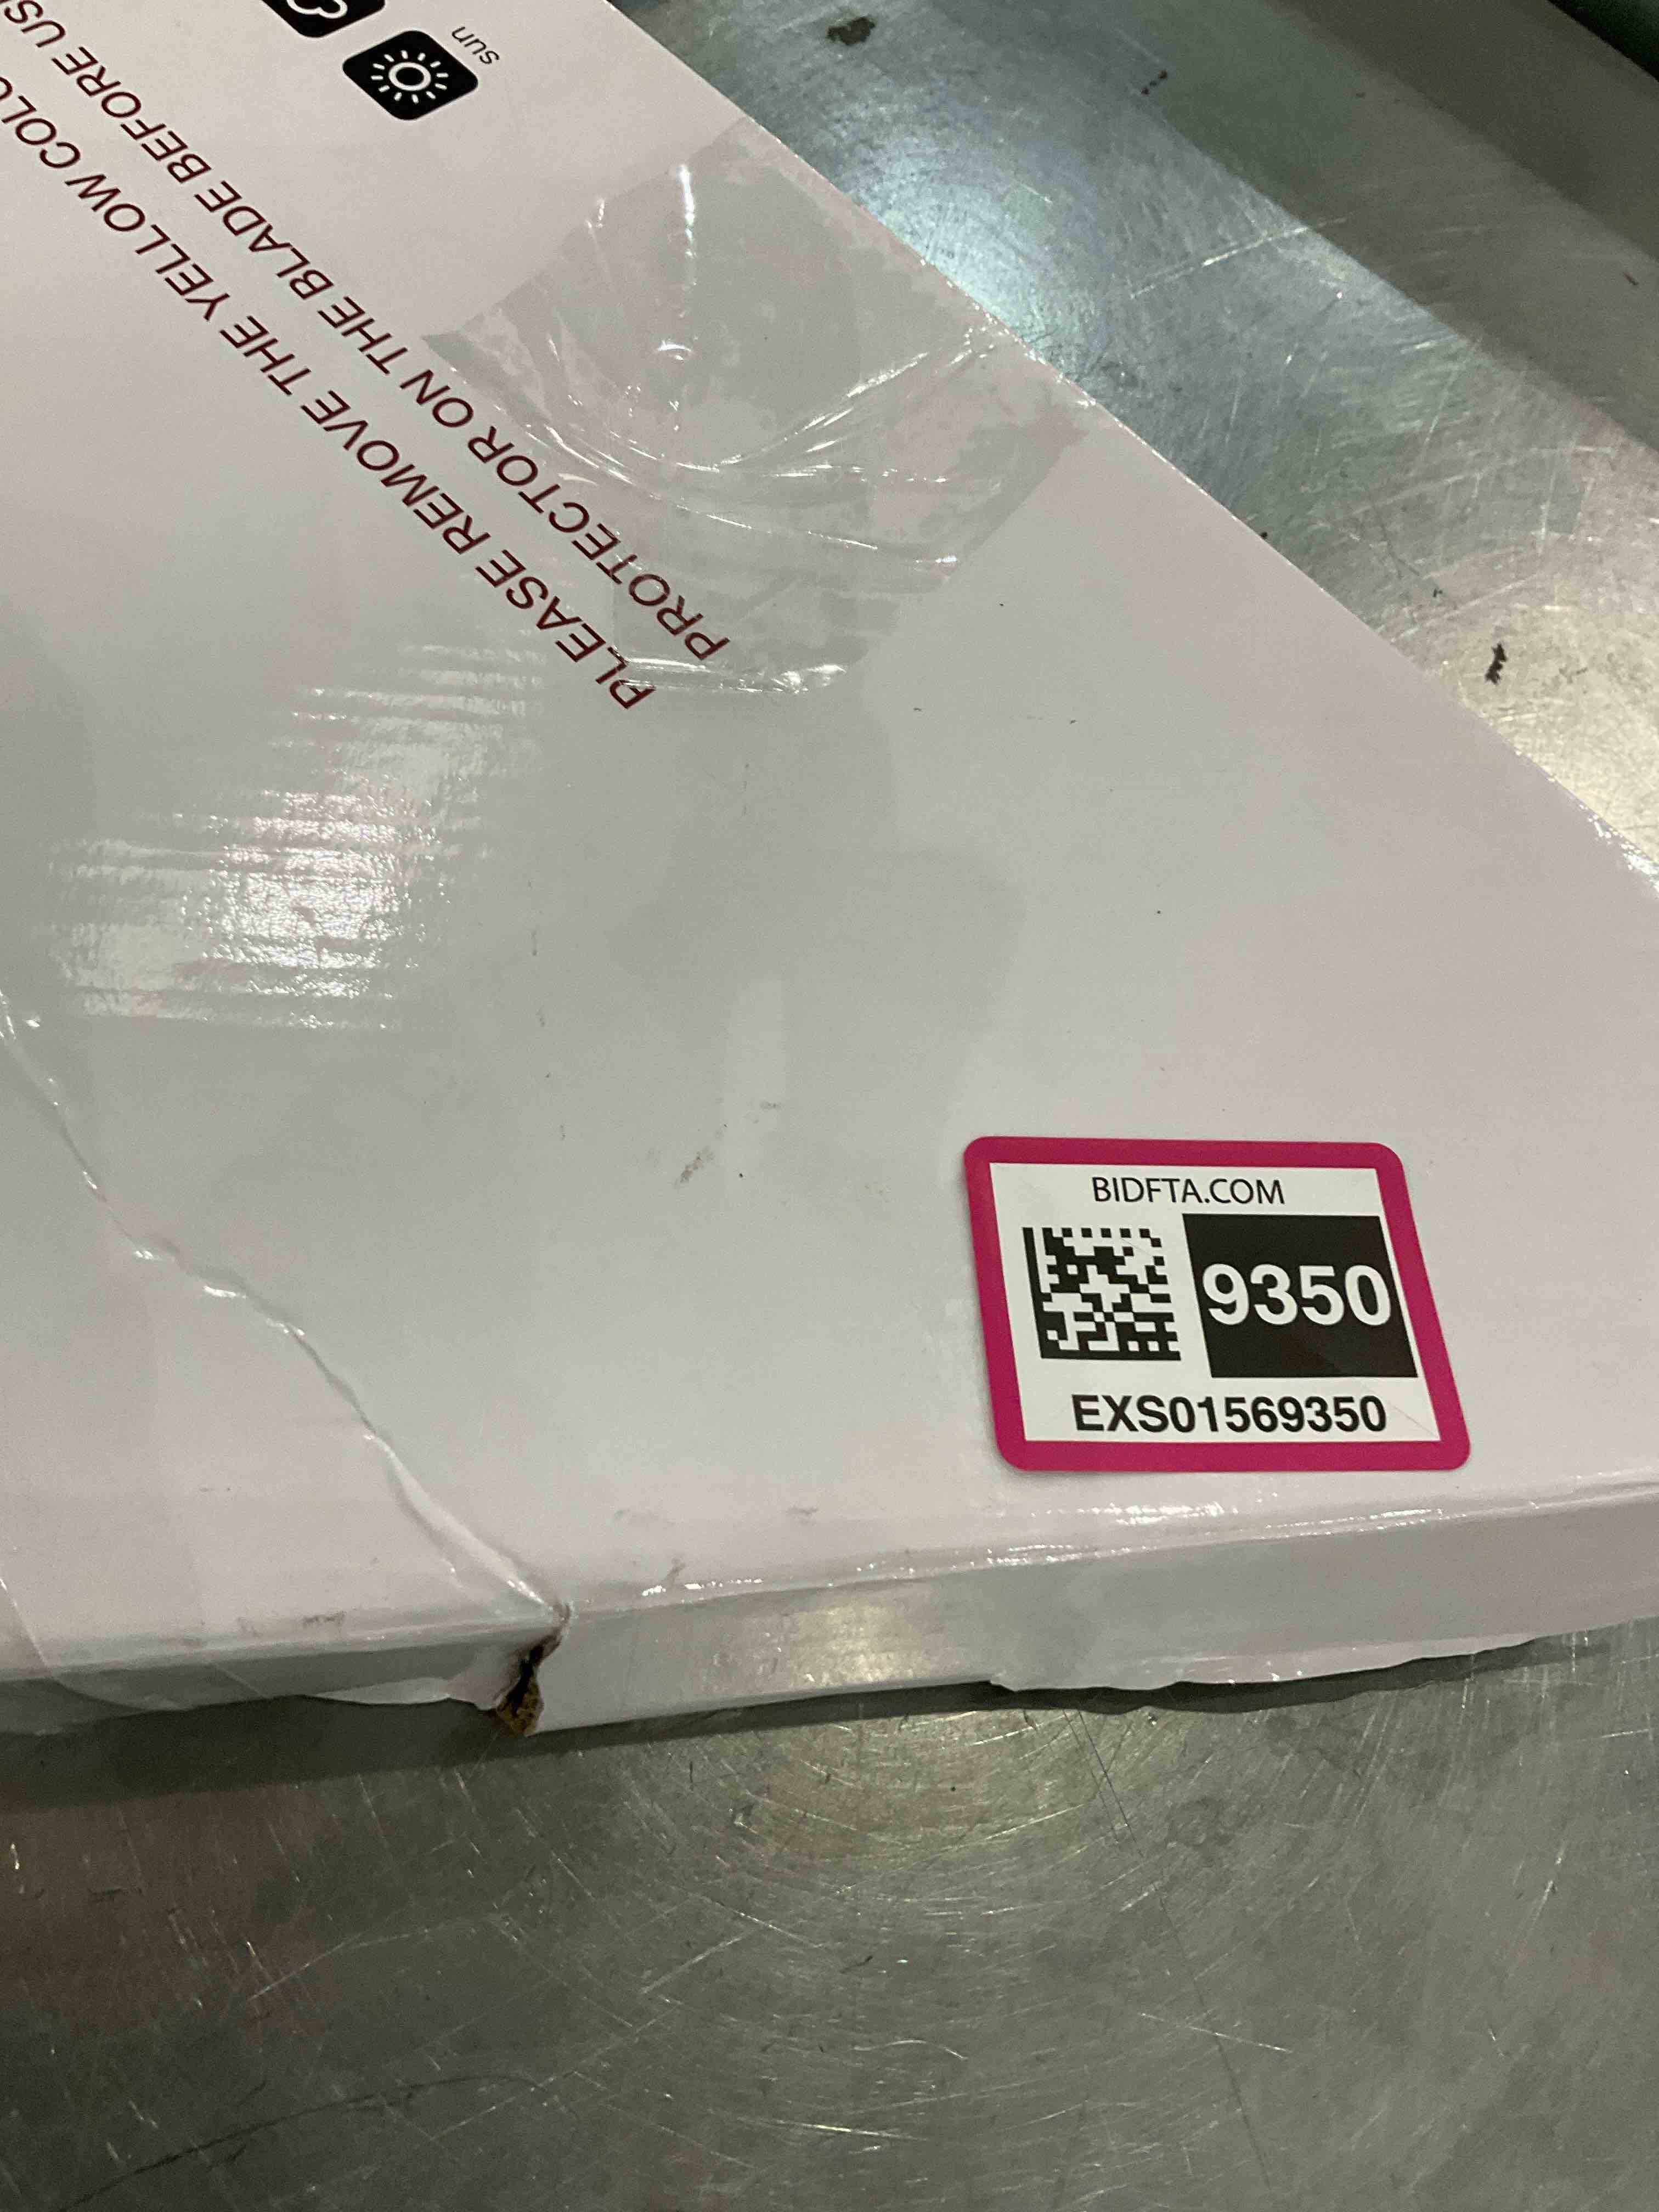 sun
PLEASE REMOVE THE YELLOW
PROTECTOR ON THE BLADE BEFORE
BIDFTA.COM
9350
EXS01569350